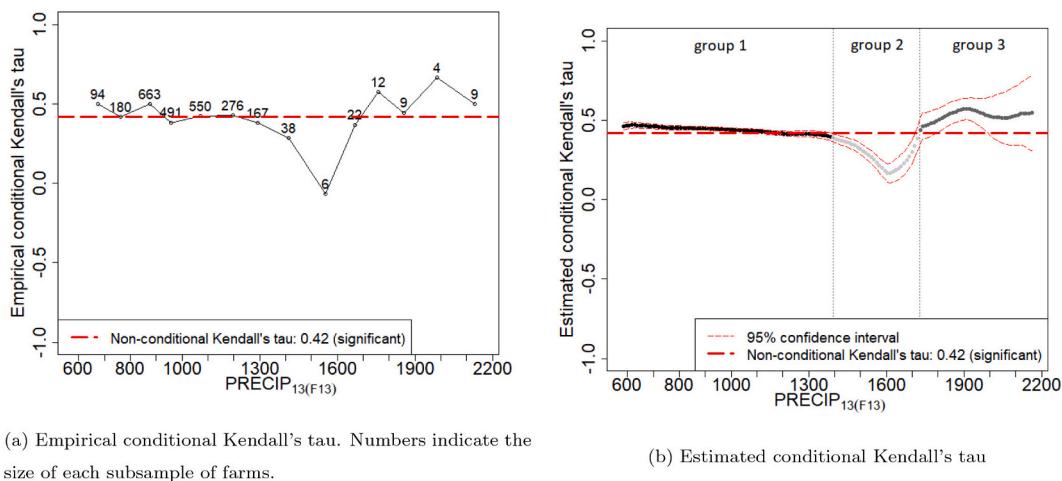 Empirical conditional Kendall's tau
1.0
0.5
0.0
-0.5
-1.0
94
180
663
491
550
276
167
38
6
22
12
9
4
9
Non-conditional Kendall's tau: 0.42 (significant)
600 800 1000 1300 1600 1900 2200
PRECIP13(F13)
(a) Empirical conditional Kendall's tau. Numbers indicate the
size of each subsample of farms.
Estimated conditional Kendall's tau
1.0
0.5
0.0
-0.5
-1.0
group 1 group 2 group 3
95% confidence interval
Non-conditional Kendall's tau: 0.42 (significant)
600 800 1000 1300 1600 1900 2200
PRECIP13(F13)
(b) Estimated conditional Kendall's tau